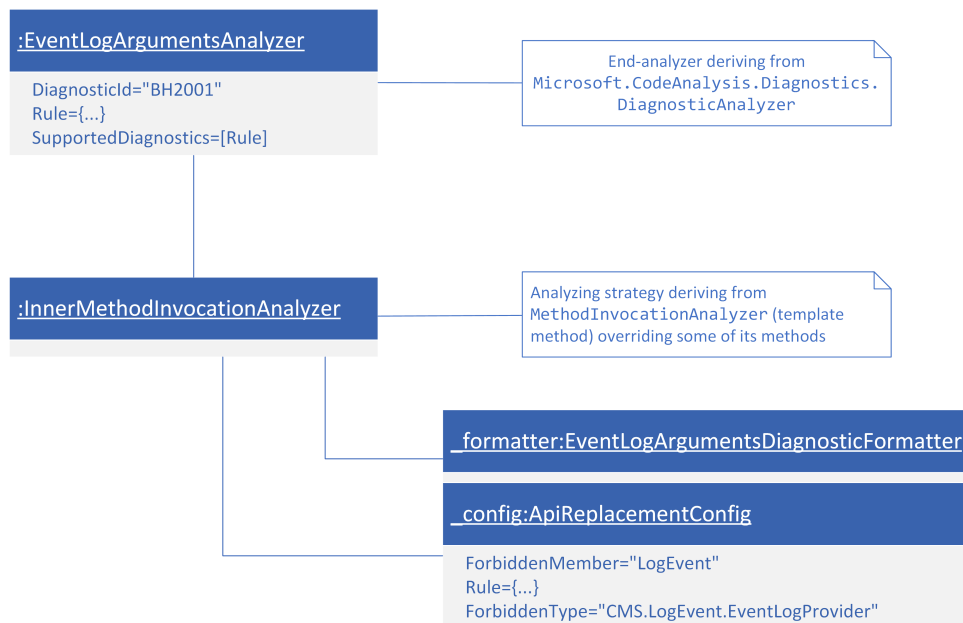 :EventLogArgumentsAnalyzer
DiagnosticId="BH2001"
Rule={...}
SupportedDiagnostics=[Rule]
End-analyzer deriving from
Microsoft.CodeAnalysis.Diagnostics.
DiagnosticAnalyzer
:InnerMethodInvocationAnalyzer
Analyzing strategy deriving from
MethodInvocationAnalyzer (template
method) overriding some of its methods
_formatter:EventLogArgumentsDiagnosticFormatter
_config:ApiReplacementConfig
ForbiddenMember="LogEvent"
Rule={...}
ForbiddenType="CMS.LogEvent.EventLogProvider"